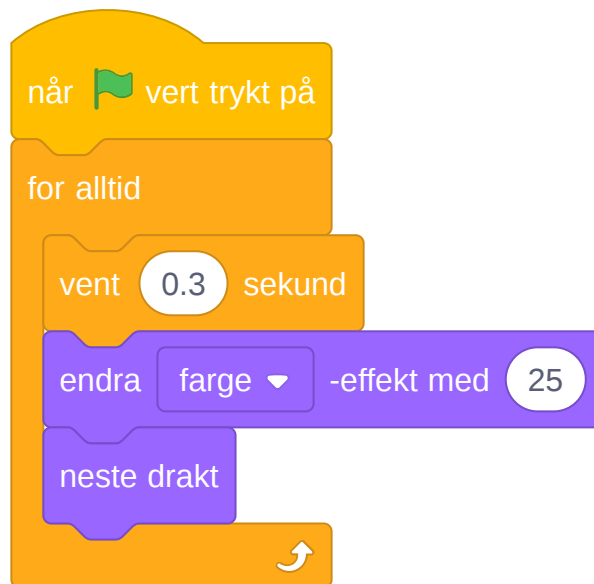 når vert trykt på
for alltid
vent 0.3 sekund
endra farge -effekt med 25
neste drakt